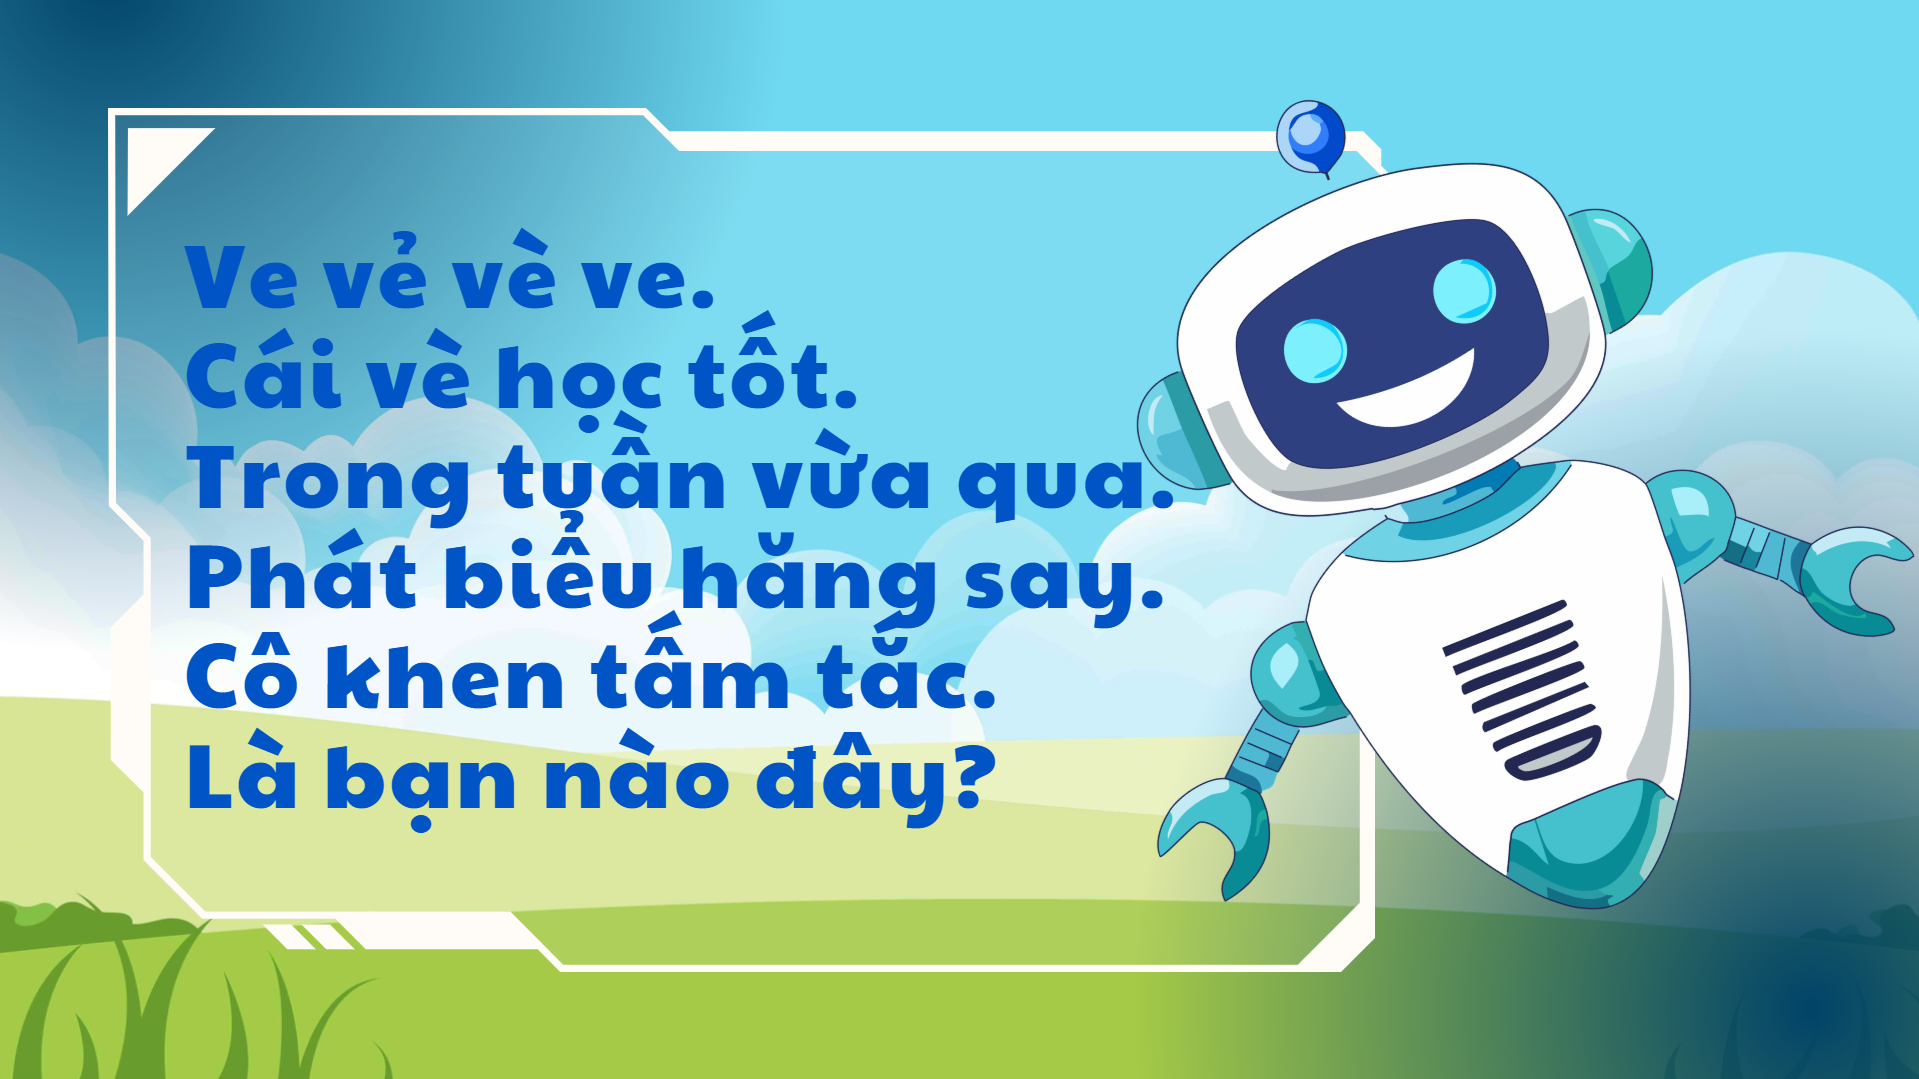 Ve vẻ vè ve.
Cái vè học tốt.
Trong tuần vừa qua.
Phát biểu hăng say.
Cô khen tấm tắc.
Là bạn nào đây?